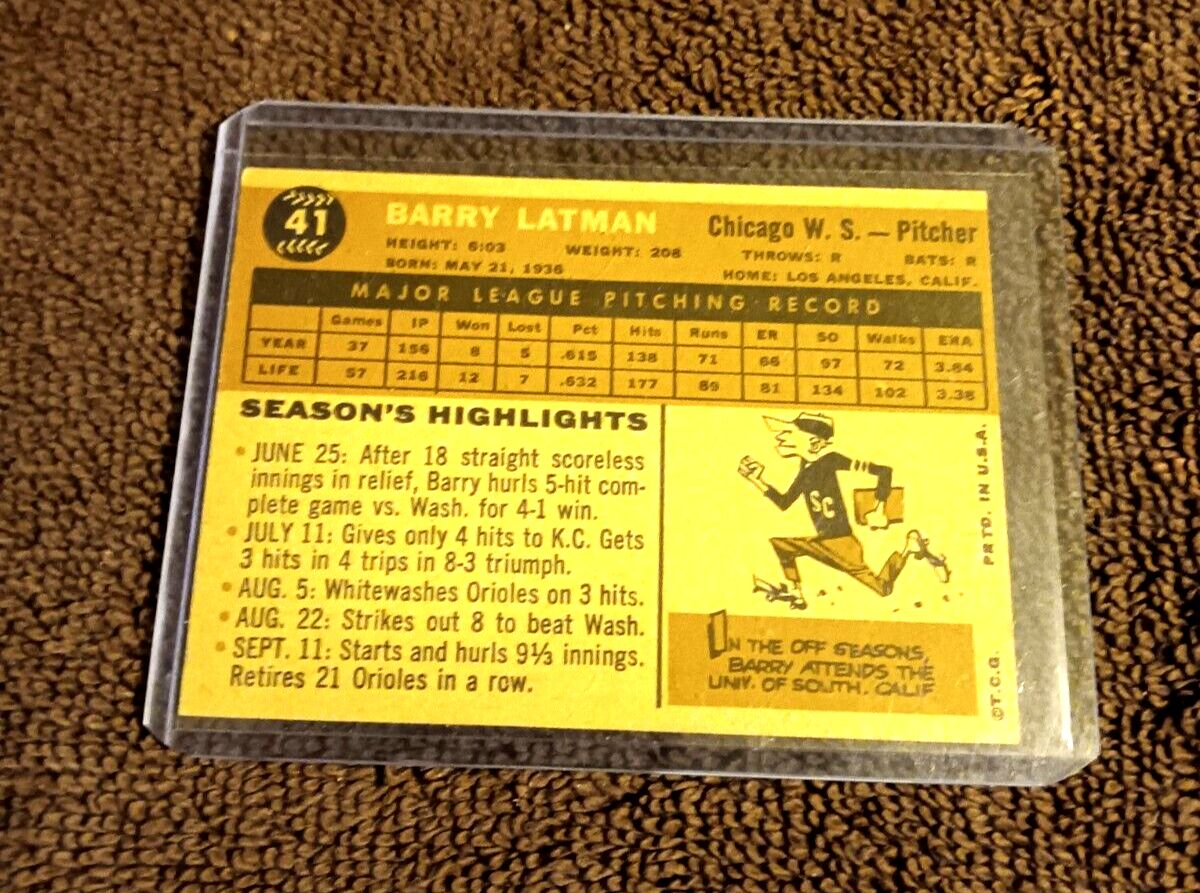 41
BARRY LATMAN
Chicago W. S. — Pitcher
HEIGHT: 6:03 WEIGHT: 208 THROWS: R BATS: R
BORN: MAY 21, 1936 HOME: LOS ANGELES, CALIF.
MAJOR LEAGUE PITCHING RECORD
Games IP Won Lost Pct Hits Runs ER SO Walks ERA
YEAR 37 156 8 5 .615 138 71 66 97 72 3.84
LIFE 57 216 12 7 .632 177 89 81 134 102 3.38
SEASON'S HIGHLIGHTS
• JUNE 25: After 18 straight scoreless
innings in relief, Barry hurls 5-hit com-
plete game vs. Wash. for 4-1 win.
• JULY 11: Gives only 4 hits to K.C. Gets
3 hits in 4 trips in 8-3 triumph.
• AUG. 5: Whitewashes Orioles on 3 hits.
• AUG. 22: Strikes out 8 to beat Wash.
• SEPT. 11: Starts and hurls 9⅓ innings.
Retires 21 Orioles in a row.
SC
IN THE OFF SEASONS,
BARRY ATTENDS THE
UNIV. OF SOUTH. CALIF.
©T.C.G. PRTD. IN U.S.A.